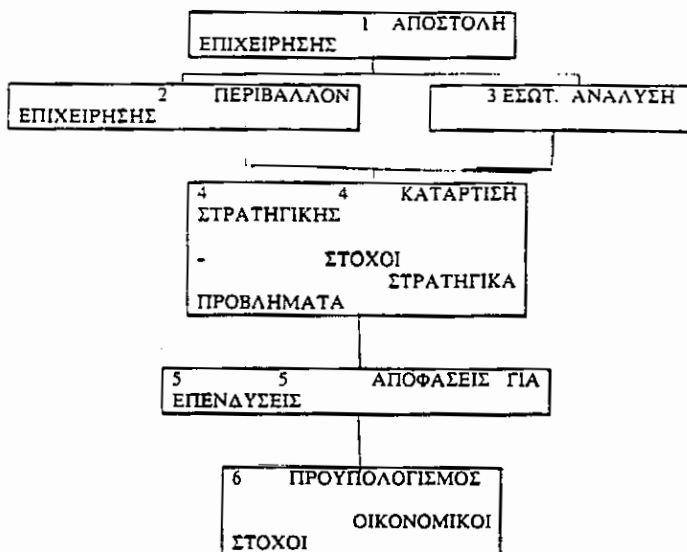 1 ΑΠΟΣΤΟΛΗ
ΕΠΙΧΕΙΡΗΣΗΣ
2 ΠΕΡΙΒΑΛΛΟΝ
ΕΠΙΧΕΙΡΗΣΗΣ
3 ΕΣΩΤ. ΑΝΑΛΥΣΗ
4 4 ΚΑΤΑΡΤΙΣΗ
ΣΤΡΑΤΗΓΙΚΗΣ
- ΣΤΟΧΟΙ
ΣΤΡΑΤΗΓΙΚΑ
ΠΡΟΒΛΗΜΑΤΑ
5 5 ΑΠΟΦΑΣΕΙΣ ΓΙΑ
ΕΠΕΝΔΥΣΕΙΣ
6 ΠΡΟΥΠΟΛΟΓΙΣΜΟΣ
ΟΙΚΟΝΟΜΙΚΟΙ
ΣΤΟΧΟΙ